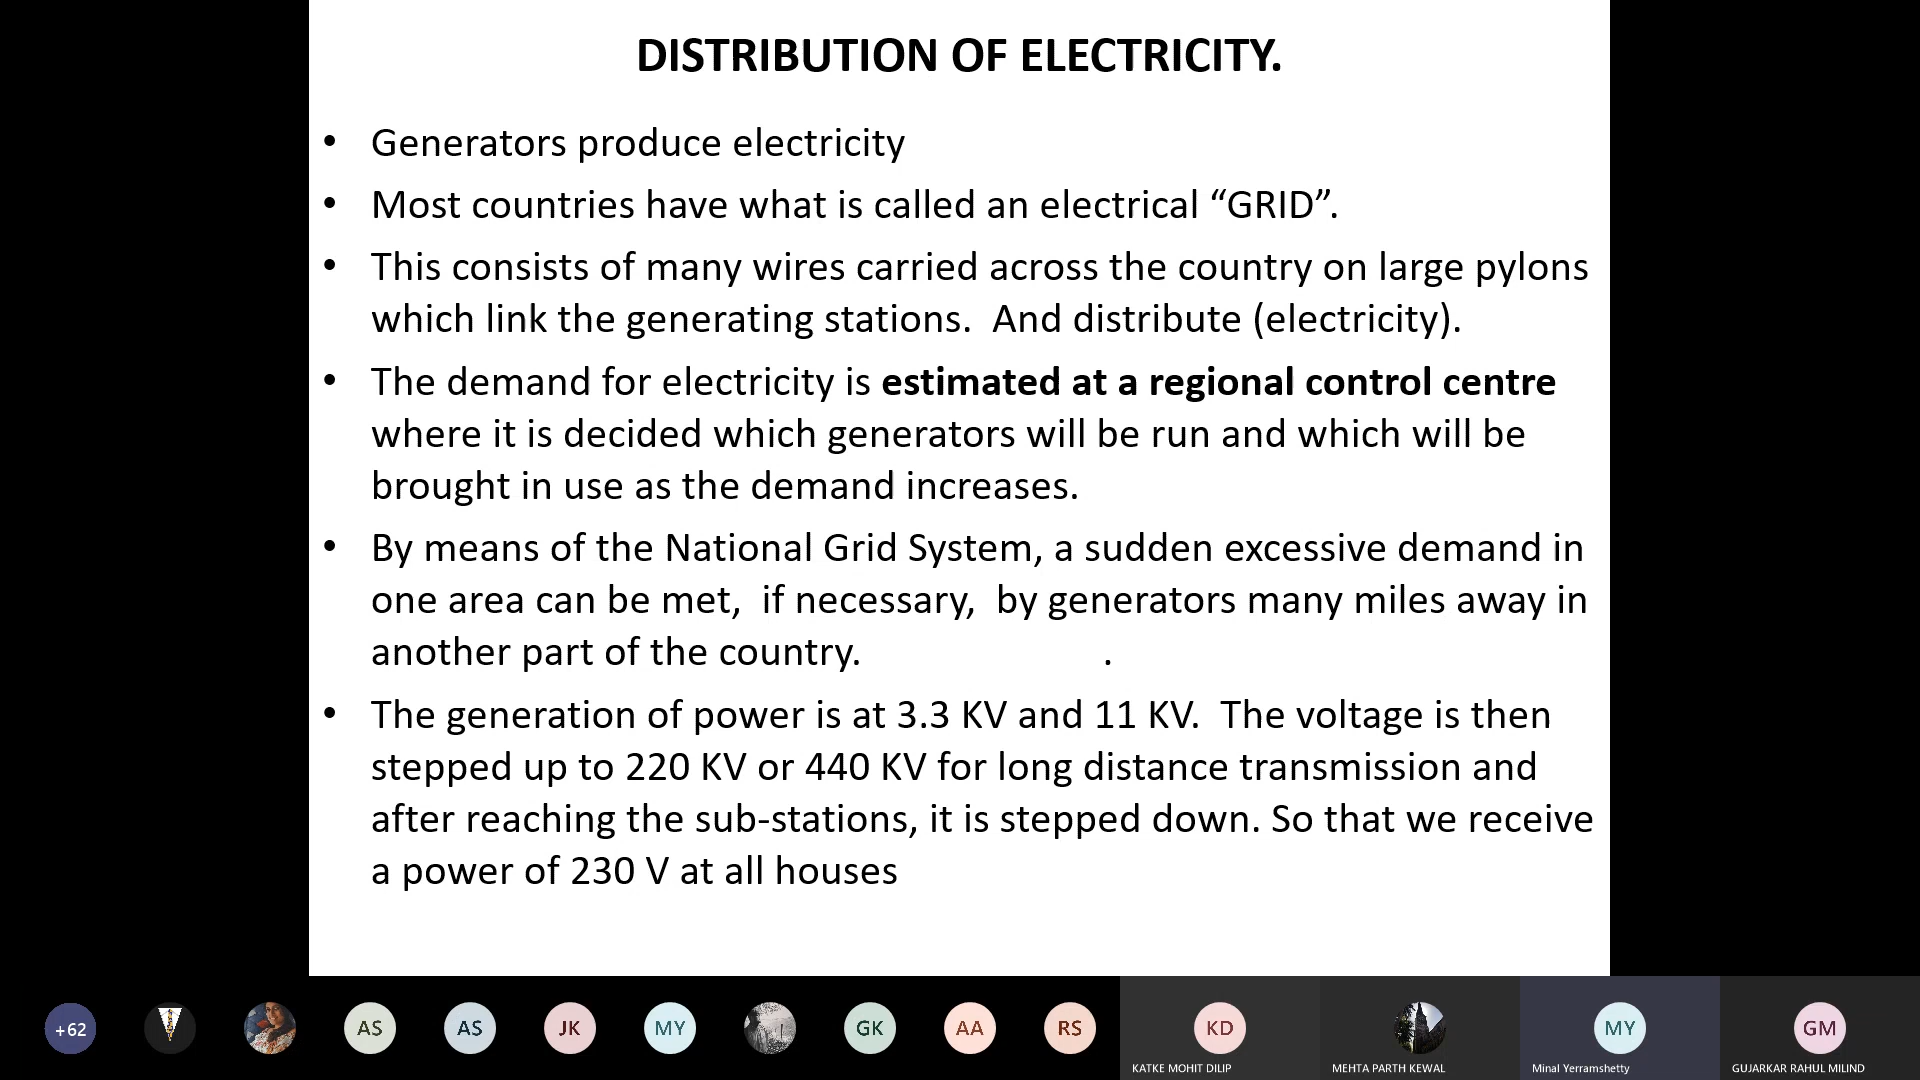 DISTRIBUTION OF ELECTRICITY.
• Generators produce electricity
• Most countries have what is called an electrical “GRID”.
• This consists of many wires carried across the country on large pylons
which link the generating stations.  And distribute (electricity).
• The demand for electricity is estimated at a regional control centre
where it is decided which generators will be run and which will be
brought in use as the demand increases.
• By means of the National Grid System, a sudden excessive demand in
one area can be met,  if necessary,  by generators many miles away in
another part of the country. .
• The generation of power is at 3.3 KV and 11 KV.  The voltage is then
stepped up to 220 KV or 440 KV for long distance transmission and
after reaching the sub-stations, it is stepped down. So that we receive
a power of 230 V at all houses
+62 AS AS JK MY GK AA RS KD MY GM
KATKE MOHIT DILIP MEHTA PARTH KEWAL Minal Yerramshetty GUJARKAR RAHUL MILIND